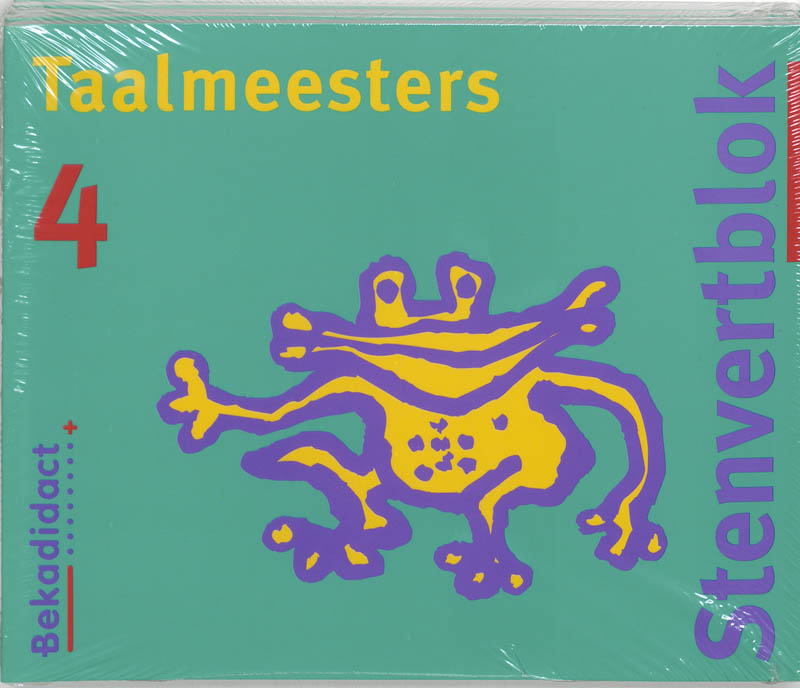 Taalmeesters
4
Stenvertblok
Bekadidact